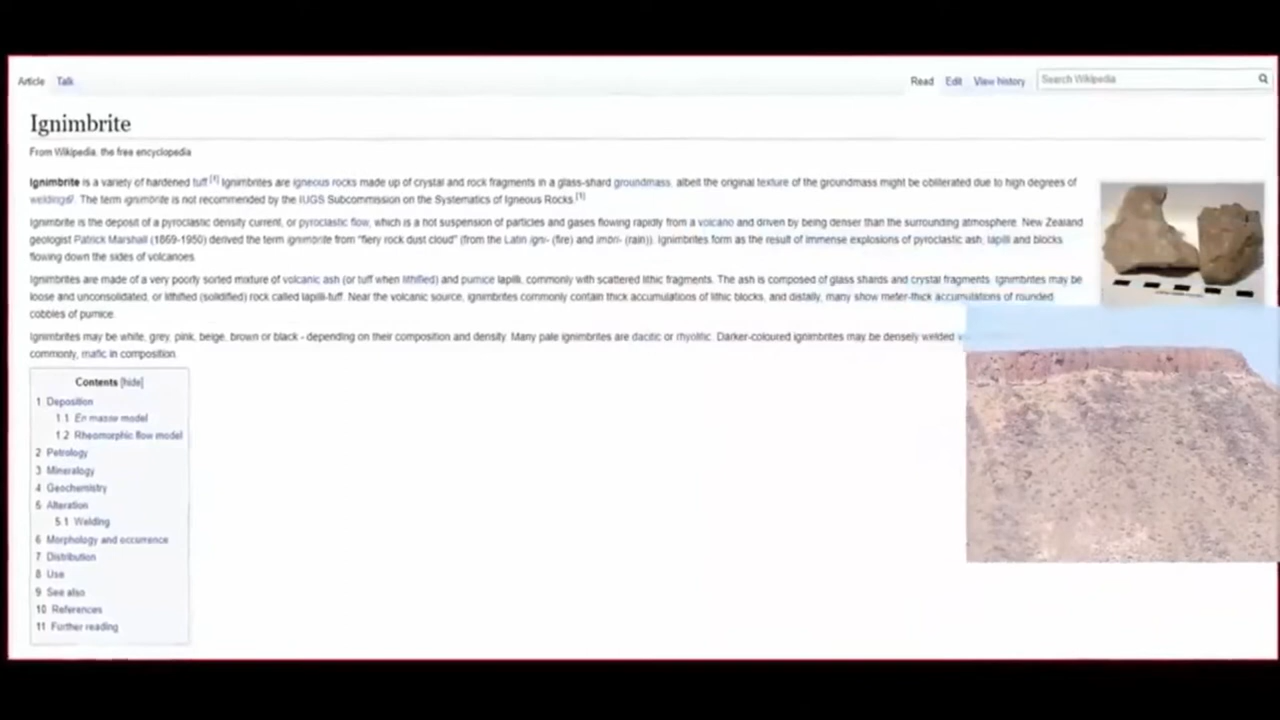 Article Talk Read Edit View history Search Wikipedia
Ignimbrite
From Wikipedia, the free encyclopedia
Ignimbrite is a variety of hardened tuff.[1] Ignimbrites are igneous rocks made up of crystal and rock fragments in a glass-shard groundmass, albeit the original texture of the groundmass might be obliterated due to high degrees of
welding. The term ignimbrite is not recommended by the IUGS Subcommission on the Systematics of Igneous Rocks.[1]
Ignimbrite is the deposit of a pyroclastic density current, or pyroclastic flow, which is a hot suspension of particles and gases flowing rapidly from a volcano and driven by being denser than the surrounding atmosphere. New Zealand
geologist Patrick Marshall (1869-1950) derived the term ignimbrite from "fiery rock dust cloud" (from the Latin igni- (fire) and imbri- (rain)). Ignimbrites form as the result of immense explosions of pyroclastic ash, lapilli and blocks
flowing down the sides of volcanoes.
Ignimbrites are made of a very poorly sorted mixture of volcanic ash (or tuff when lithified) and pumice lapilli, commonly with scattered lithic fragments. The ash is composed of glass shards and crystal fragments. Ignimbrites may be
loose and unconsolidated, or lithified (solidified) rock called lapilli-tuff. Near the volcanic source, ignimbrites commonly contain thick accumulations of lithic blocks, and distally, many show meter-thick accumulations of rounded
cobbles of pumice.
Ignimbrites may be white, grey, pink, beige, brown or black - depending on their composition and density. Many pale ignimbrites are dacitic or rhyolitic. Darker-coloured ignimbrites may be densely welded
commonly, mafic in composition.
Contents [hide]
1 Deposition
1.1 En masse model
1.2 Rheomorphic flow model
2 Petrology
3 Mineralogy
4 Geochemistry
5 Alteration
5.1 Welding
6 Morphology and occurrence
7 Distribution
8 Use
9 See also
10 References
11 Further reading